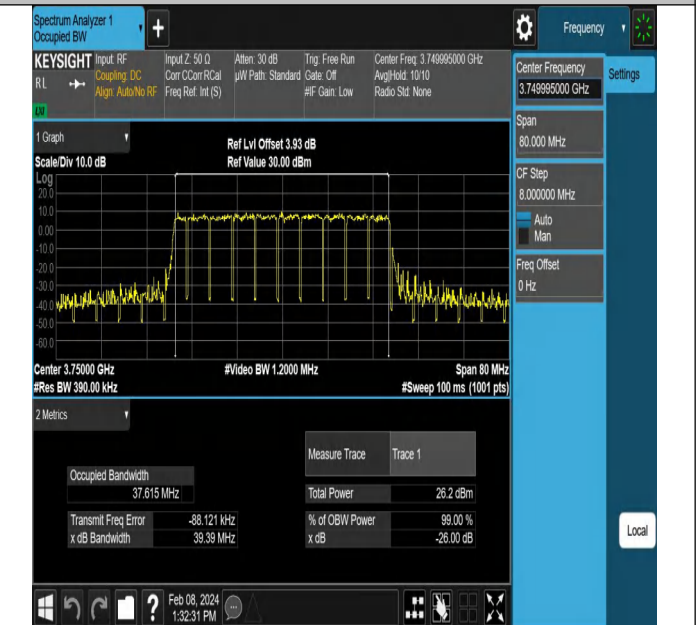 Spectrum Analyzer 1
Occupied BW
Frequency
KEYSIGHT
RL
Input: RF
Coupling: DC
Align: Auto/No RF
Input Z: 50 Ω
Corr CCorr RCal
Freq Ref: Int (S)
Atten: 30 dB
µW Path: Standard
Trig: Free Run
Gate: Off
#IF Gain: Low
Center Freq: 3.749995000 GHz
Avg|Hold: 10/10
Radio Std: None
1 Graph
Scale/Div 10.0 dB
Ref Lvl Offset 3.93 dB
Ref Value 30.00 dBm
Log
20.0
10.0
0.00
-10.0
-20.0
-30.0
-40.0
-50.0
-60.0
Center 3.75000 GHz
#Res BW 390.00 kHz
#Video BW 1.2000 MHz
Span 80 MHz
#Sweep 100 ms (1001 pts)
2 Metrics
Measure Trace Trace 1
Occupied Bandwidth
37.615 MHz
Total Power 26.2 dBm
Transmit Freq Error -88.121 kHz
% of OBW Power 99.00 %
x dB Bandwidth 39.39 MHz
x dB -26.00 dB
Feb 08, 2024
1:32:31 PM
Center Frequency
3.749995000 GHz
Settings
Span
80.000 MHz
CF Step
8.000000 MHz
Auto
Man
Freq Offset
0 Hz
Local